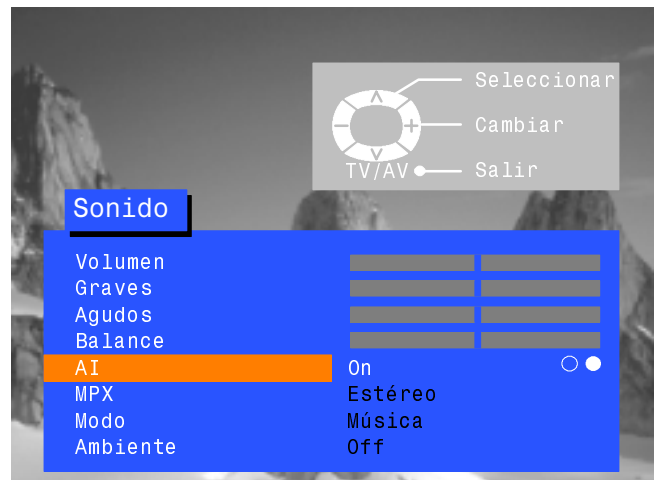 Seleccionar
Cambiar
TV/AV Salir
Sonido
Volumen
Graves
Agudos
Balance
AI On
MPX Estéreo
Modo Música
Ambiente Off